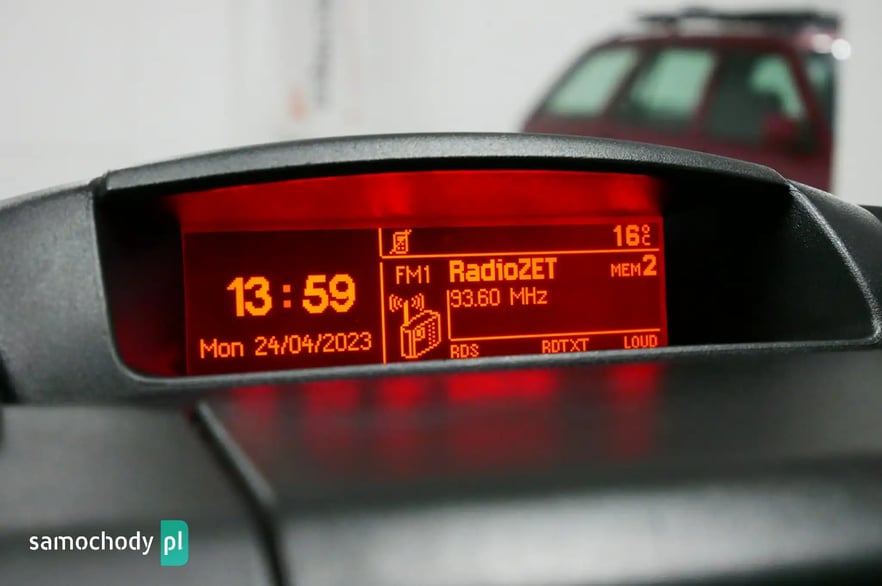 13:59
Mon 24/04/2023
16°C
FM1 RadioZET MEM2
93.60 MHz
RDS RDTXT LOUD
samochody pl